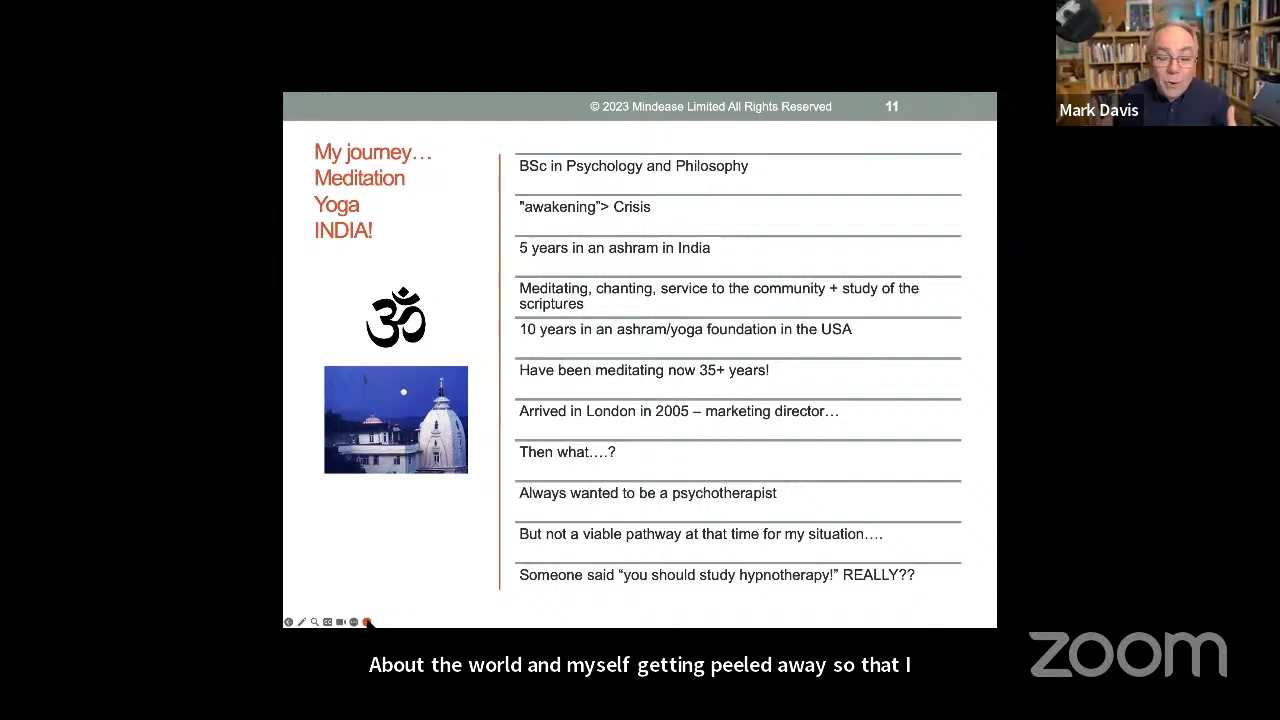 © 2023 Mindease Limited All Rights Reserved
11
Mark Davis
My journey…
Meditation
Yoga
INDIA!
ॐ
BSc in Psychology and Philosophy
"awakening”> Crisis
5 years in an ashram in India
Meditating, chanting, service to the community + study of the
scriptures
10 years in an ashram/yoga foundation in the USA
Have been meditating now 35+ years!
Arrived in London in 2005 – marketing director…
Then what….?
Always wanted to be a psychotherapist
But not a viable pathway at that time for my situation….
Someone said “you should study hypnotherapy!” REALLY??
About the world and myself getting peeled away so that I
zoom